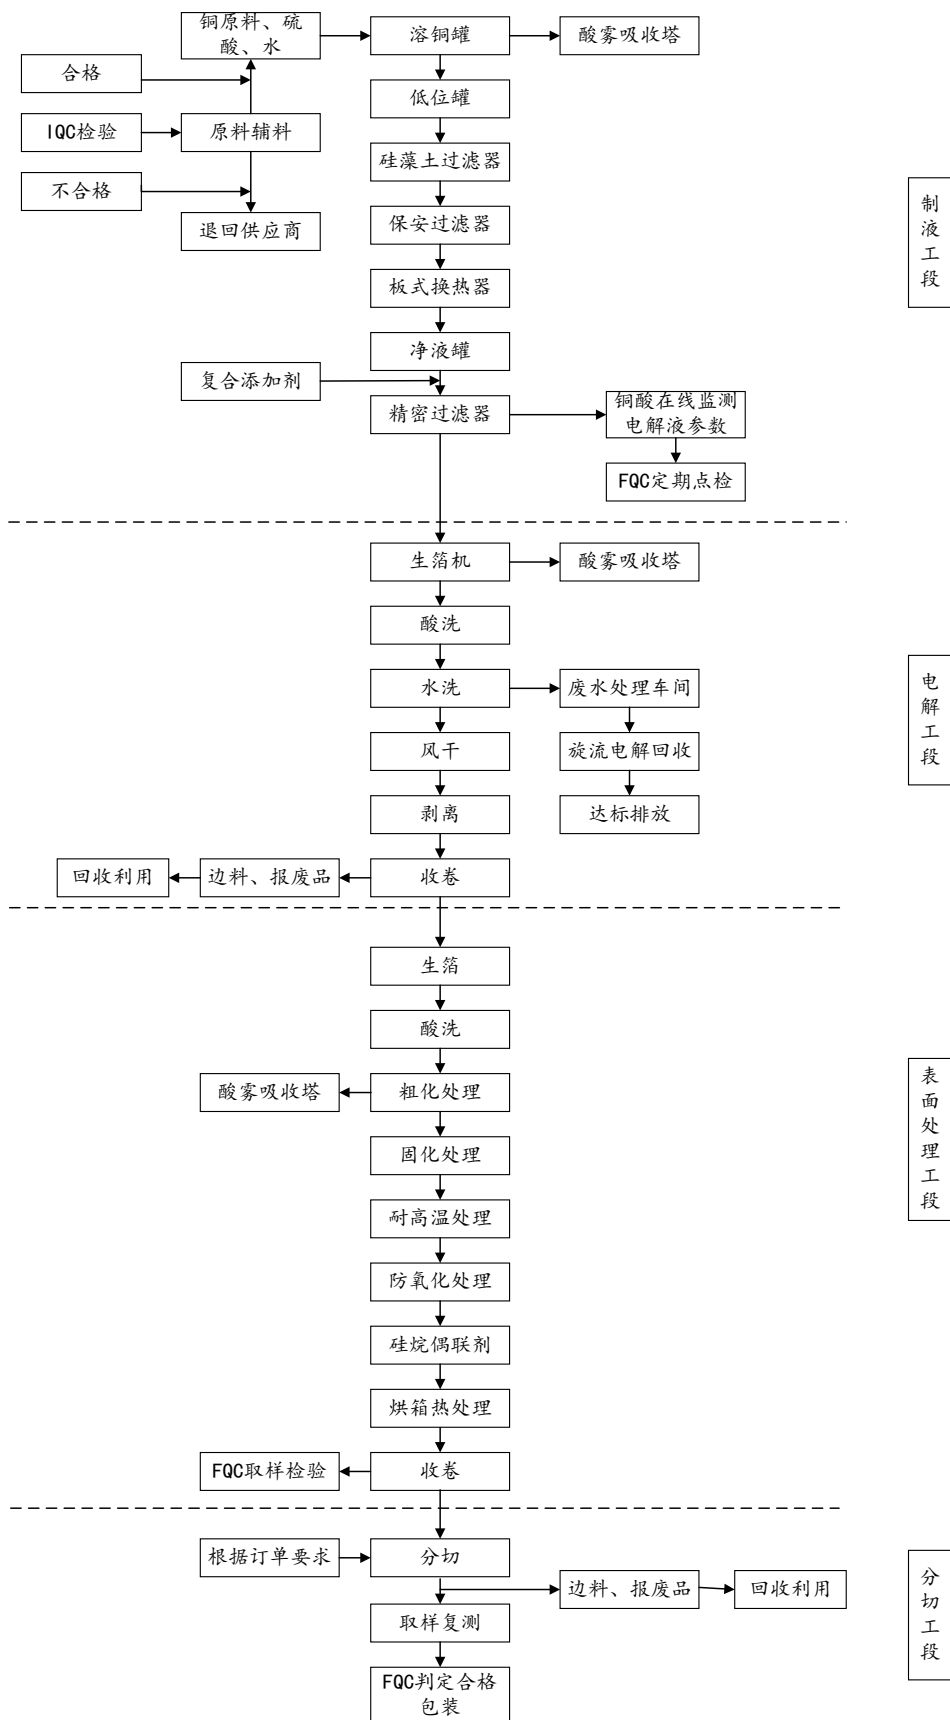 铜原料、硫
酸、水
溶铜罐
酸雾吸收塔
合格
低位罐
IQC检验
原料辅料
硅藻土过滤器
不合格
退回供应商
保安过滤器
制
液
工
段
板式换热器
净液罐
复合添加剂
精密过滤器
铜酸在线监测
电解液参数
FQC定期点检
生箔机
酸雾吸收塔
酸洗
水洗
废水处理车间
电
解
工
段
风干
旋流电解回收
剥离
达标排放
回收利用
边料、报废品
收卷
生箔
酸洗
酸雾吸收塔
粗化处理
表
面
处
理
工
段
固化处理
耐高温处理
防氧化处理
硅烷偶联剂
烘箱热处理
FQC取样检验
收卷
根据订单要求
分切
边料、报废品
回收利用
分
切
工
段
取样复测
FQC判定合格
包装